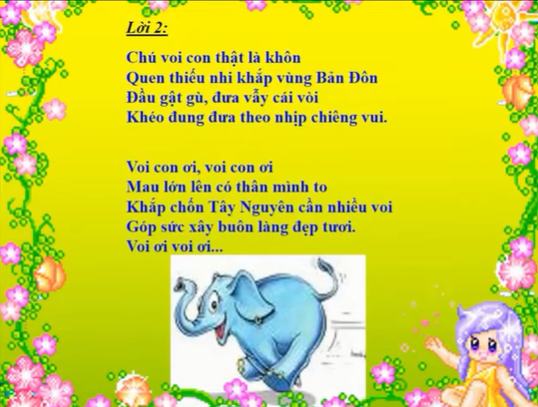 Lời 2:
Chú voi con thật là khôn
Quen thiếu nhi khắp vùng Bản Đôn
Đầu gật gù, đưa vẫy cái vòi
Khéo đung đưa theo nhịp chiêng vui.
Voi con ơi, voi con ơi
Mau lớn lên có thân mình to
Khắp chốn Tây Nguyên cần nhiều voi
Góp sức xây buôn làng đẹp tươi.
Voi ơi voi ơi...